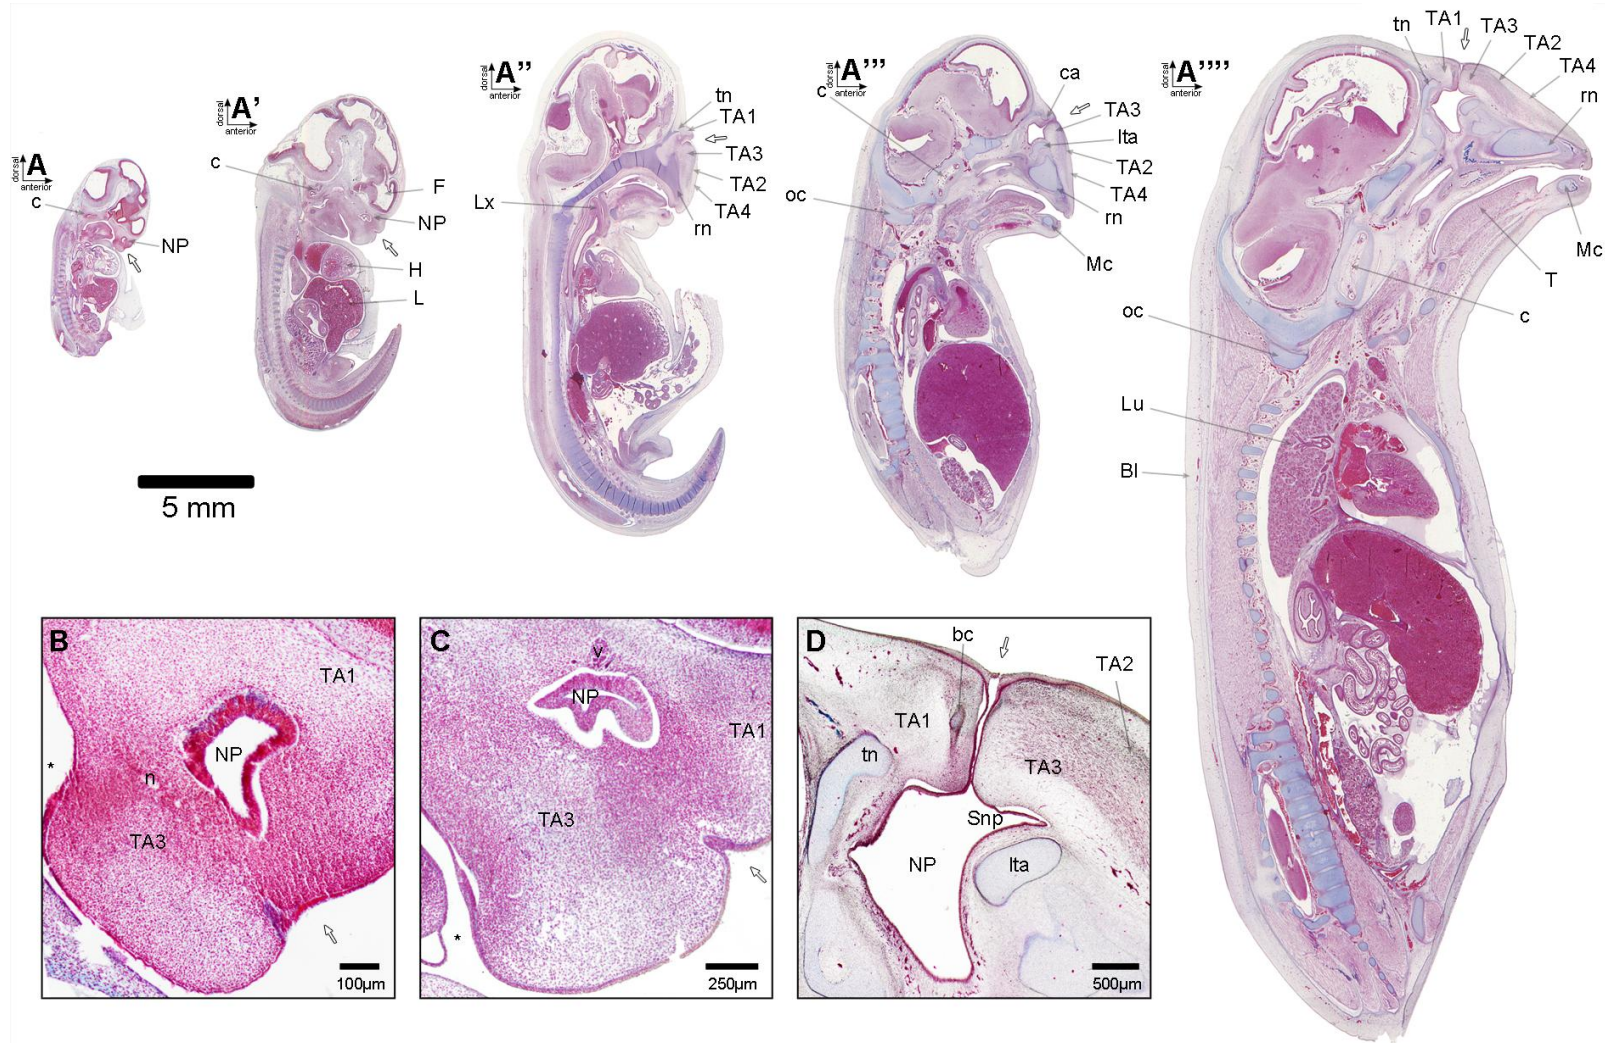 A
dorsal
anterior
c
NP
A’
dorsal
anterior
c
F
NP
H
L
A’’
dorsal
anterior
tn
TA1
TA3
TA2
TA4
rn
Lx
A’’’
dorsal
anterior
c
ca
TA3
lta
TA2
TA4
rn
oc
Mc
A’’’’
dorsal
anterior
tn
TA1
TA3
TA2
TA4
rn
Mc
T
c
oc
Lu
Bl
5 mm
B
TA1
NP
*
n
TA3
100µm
C
v
NP
TA1
TA3
*
250µm
D
bc
TA2
TA1
tn
TA3
Snp
NP
lta
500µm